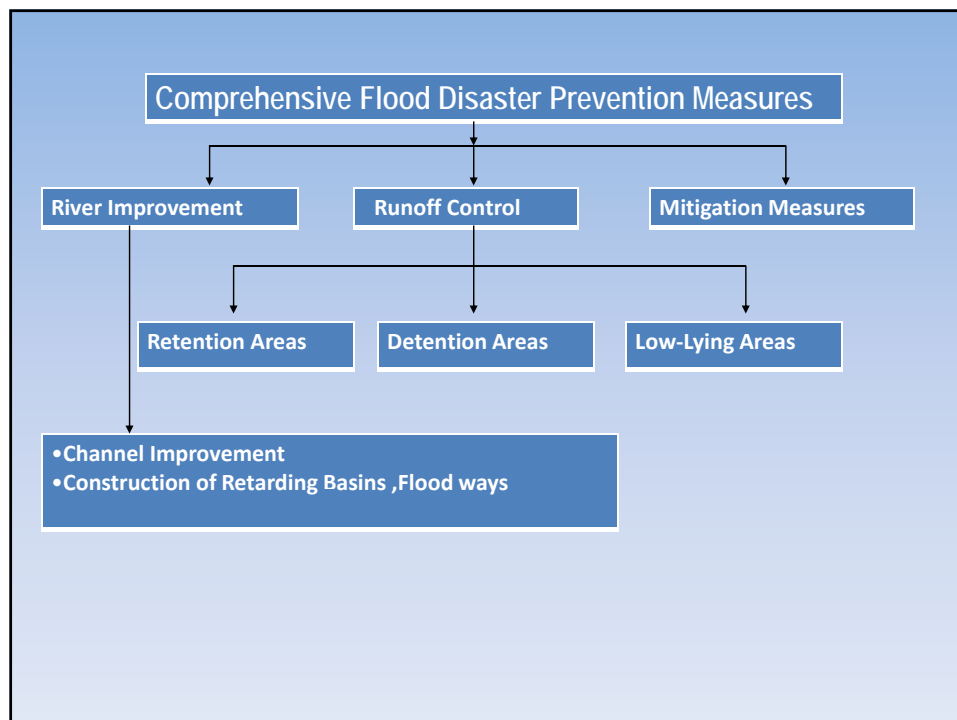 Comprehensive Flood Disaster Prevention Measures
River Improvement
Runoff Control
Mitigation Measures
Retention Areas
Detention Areas
Low-Lying Areas
•Channel Improvement
•Construction of Retarding Basins ,Flood ways